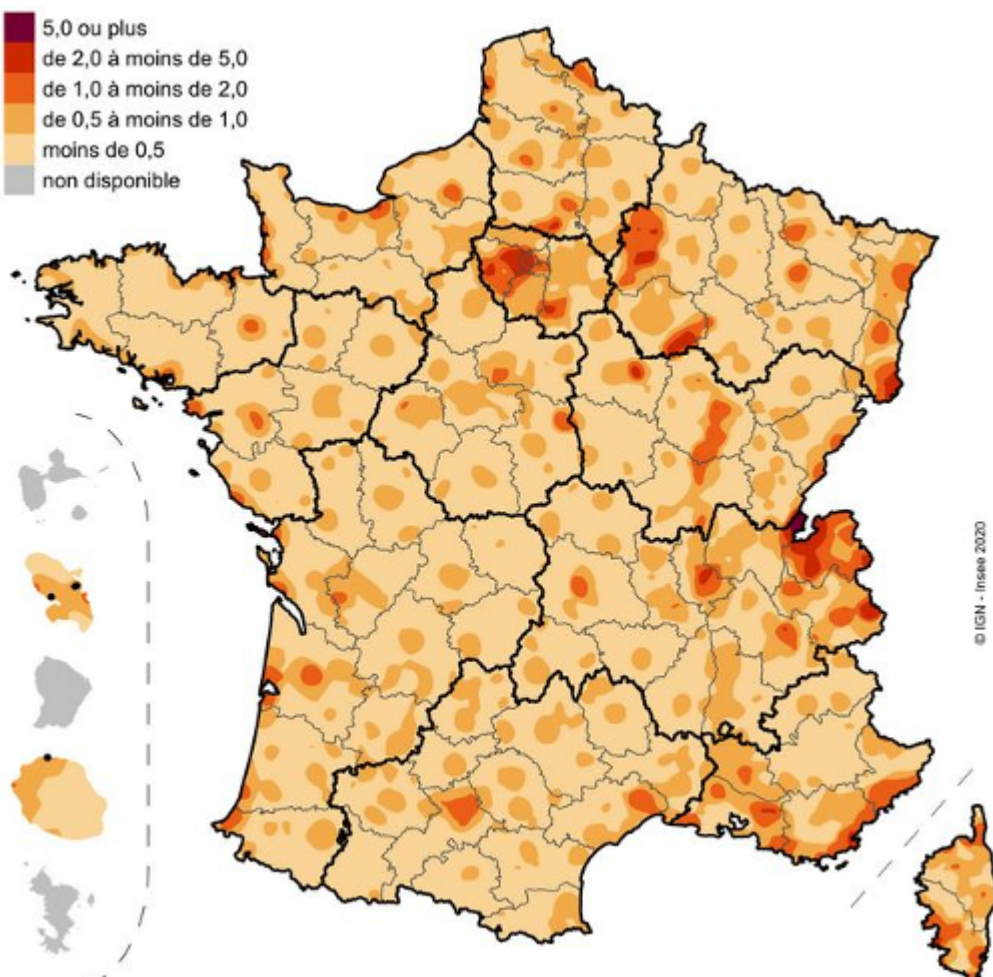 5,0 ou plus
de 2,0 à moins de 5,0
de 1,0 à moins de 2,0
de 0,5 à moins de 1,0
moins de 0,5
non disponible
© IGN - Insee 2020